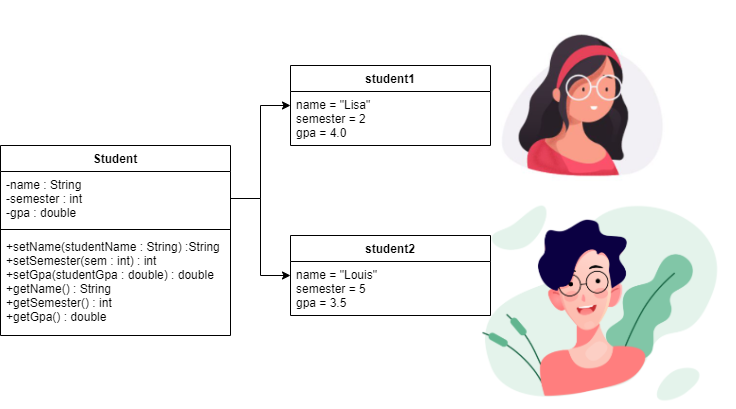 Student
-name : String
-semester : int
-gpa : double
+setName(studentName : String) :String
+setSemester(sem : int) : int
+setGpa(studentGpa : double) : double
+getName() : String
+getSemester() : int
+getGpa() : double
student1
name = "Lisa"
semester = 2
gpa = 4.0
student2
name = "Louis"
semester = 5
gpa = 3.5